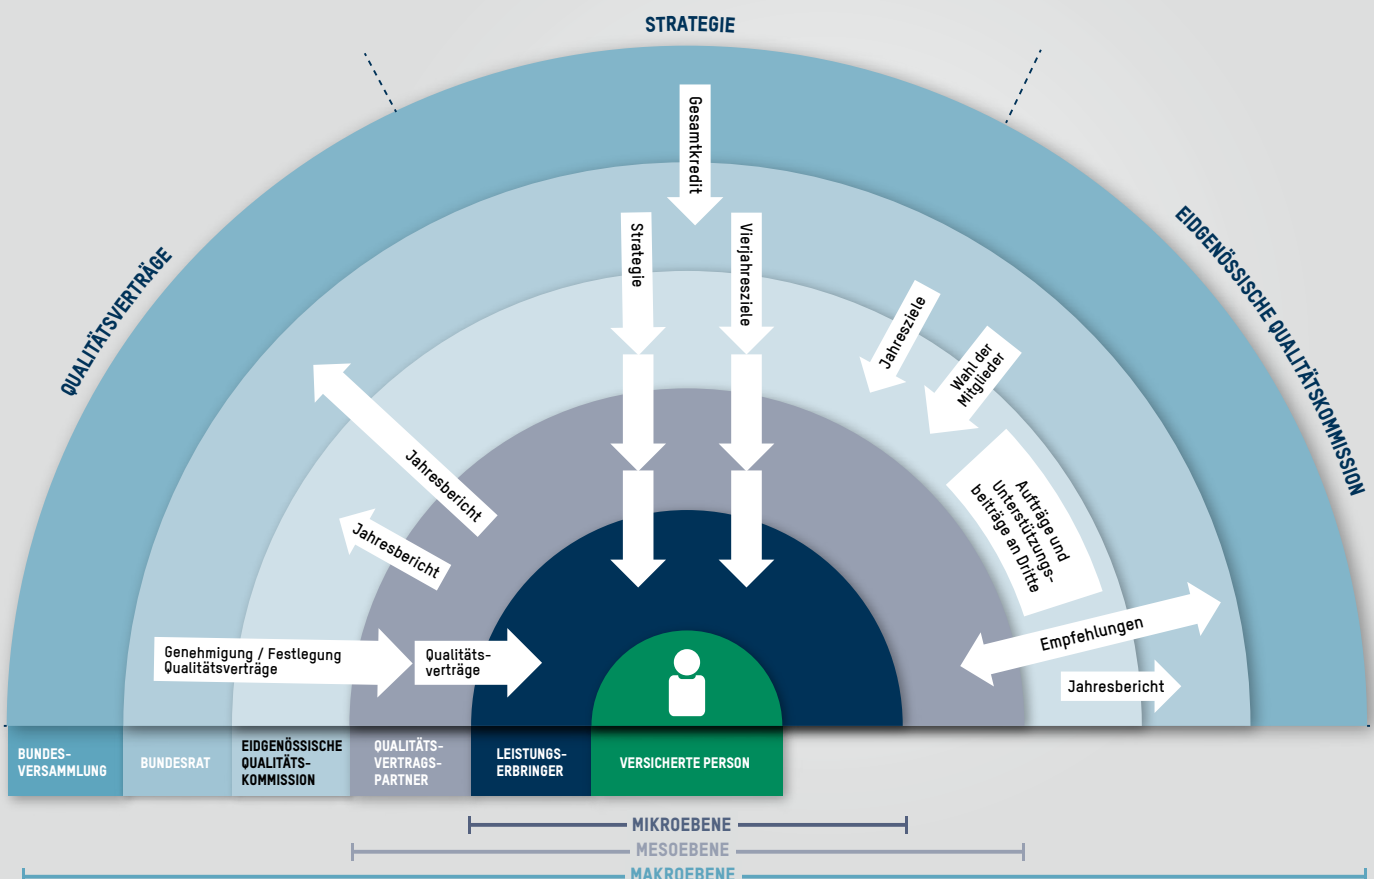 STRATEGIE
QUALITÄTSVERTRÄGE
EIDGENÖSSISCHE QUALITÄTSKOMMISSION
Gesamtkredit
Strategie
Vierjahresziele
Jahresziele
Wahl der
Mitglieder
Jahresbericht
Jahresbericht
Aufträge und
Unterstützungs-
beiträge an Dritte
Genehmigung / Festlegung
Qualitätsverträge
Qualitäts-
verträge
Empfehlungen
Jahresbericht
BUNDES-
VERSAMMLUNG
BUNDESRAT
EIDGENÖSSISCHE
QUALITÄTS-
KOMMISSION
QUALITÄTS-
VERTRAGS-
PARTNER
LEISTUNGS-
ERBRINGER
VERSICHERTE PERSON
MIKROEBENE
MESOEBENE
MAKROEBENE